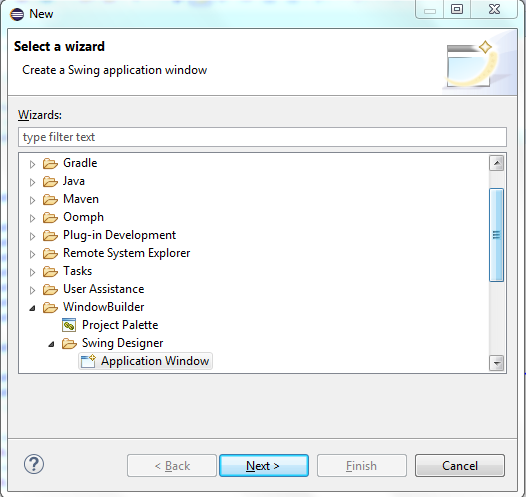 New
Select a wizard
Create a Swing application window
Wizards:
type filter text
Gradle
Java
Maven
Oomph
Plug-in Development
Remote System Explorer
Tasks
User Assistance
WindowBuilder
Project Palette
Swing Designer
Application Window
?
< Back
Next >
Finish
Cancel